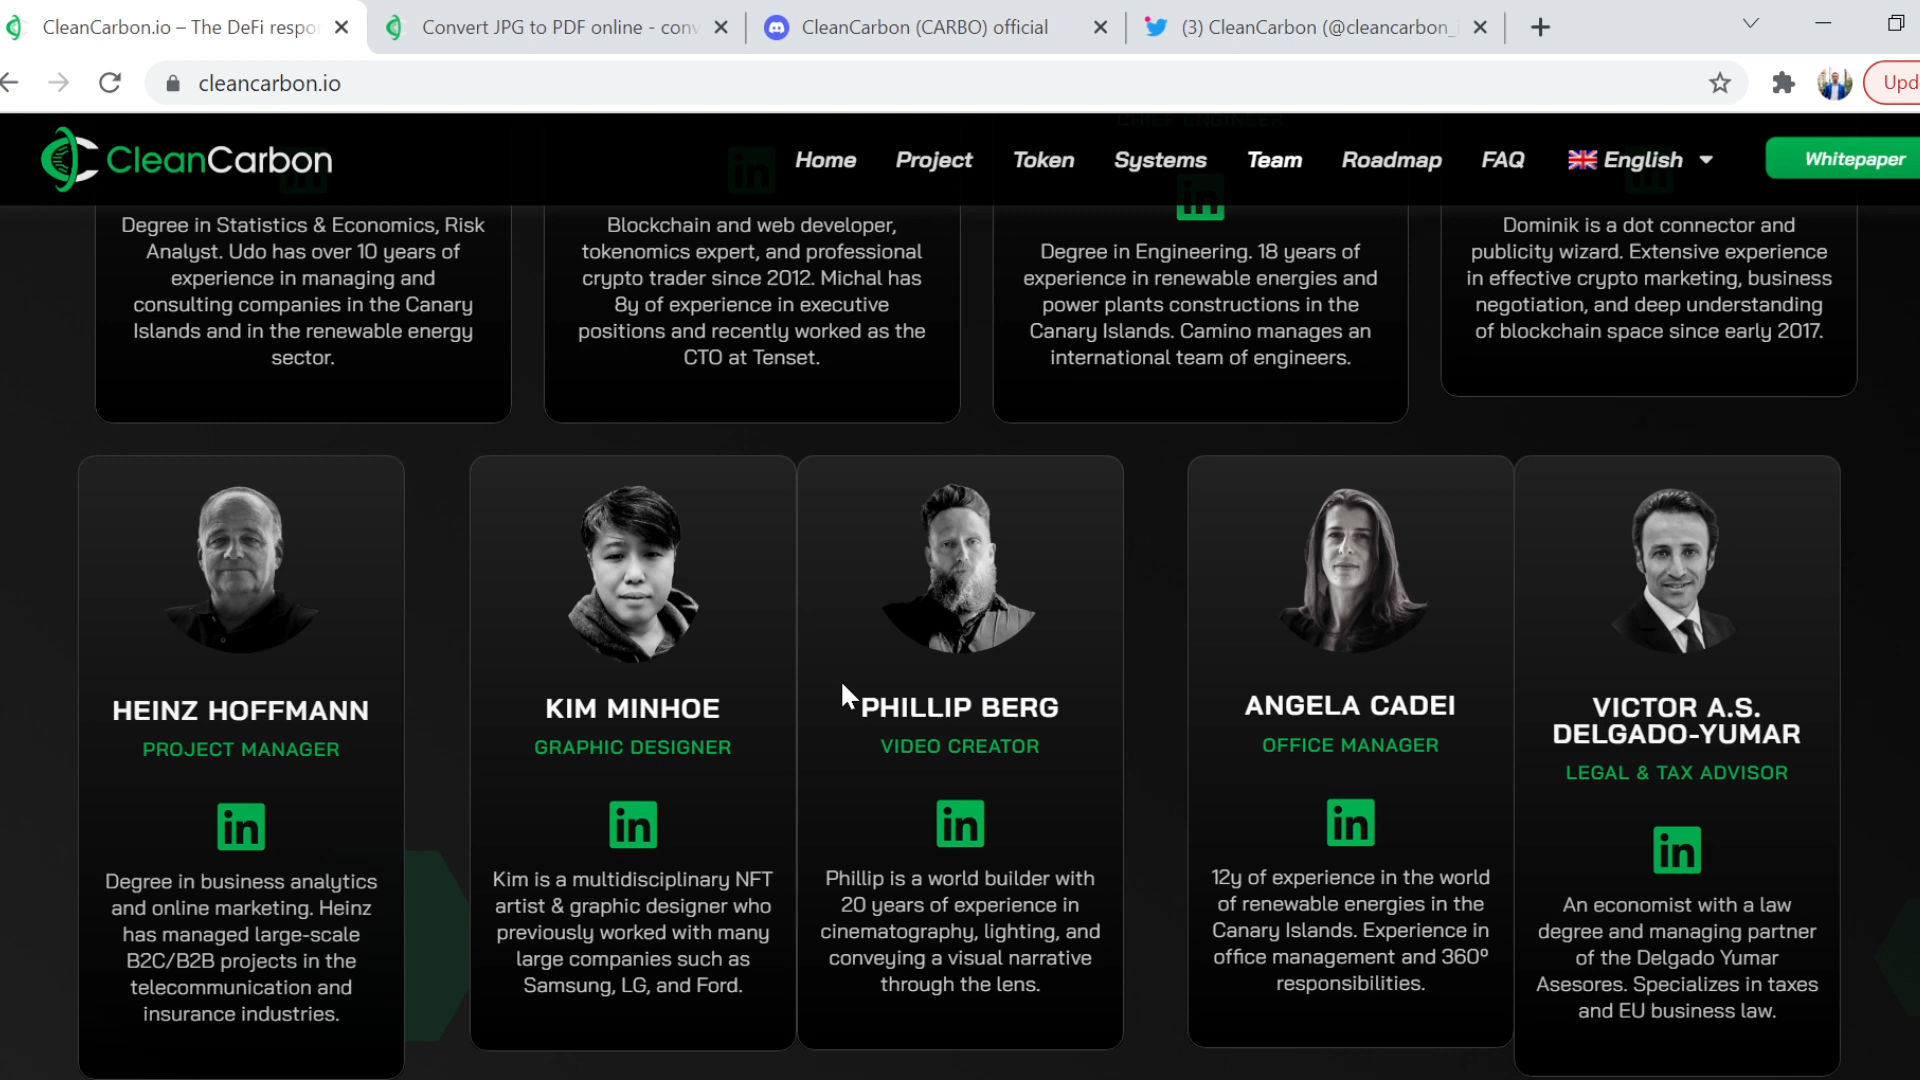 CleanCarbon.io – The DeFi respo
Convert JPG to PDF online - conv
CleanCarbon (CARBO) official
(3) CleanCarbon (@cleancarbon_i
cleancarbon.io
Upd
CHIEF ENGINEER
CleanCarbon
Home
Project
Token
Systems
Team
Roadmap
FAQ
English
Whitepaper
Degree in Statistics & Economics, Risk
Analyst. Udo has over 10 years of
experience in managing and
consulting companies in the Canary
Islands and in the renewable energy
sector.
Blockchain and web developer,
tokenomics expert, and professional
crypto trader since 2012. Michal has
8y of experience in executive
positions and recently worked as the
CTO at Tenset.
Degree in Engineering. 18 years of
experience in renewable energies and
power plants constructions in the
Canary Islands. Camino manages an
international team of engineers.
Dominik is a dot connector and
publicity wizard. Extensive experience
in effective crypto marketing, business
negotiation, and deep understanding
of blockchain space since early 2017.
HEINZ HOFFMANN
PROJECT MANAGER
in
Degree in business analytics
and online marketing. Heinz
has managed large-scale
B2C/B2B projects in the
telecommunication and
insurance industries.
KIM MINHOE
GRAPHIC DESIGNER
in
Kim is a multidisciplinary NFT
artist & graphic designer who
previously worked with many
large companies such as
Samsung, LG, and Ford.
PHILLIP BERG
VIDEO CREATOR
in
Phillip is a world builder with
20 years of experience in
cinematography, lighting, and
conveying a visual narrative
through the lens.
ANGELA CADEI
OFFICE MANAGER
in
12y of experience in the world
of renewable energies in the
Canary Islands. Experience in
office management and 360º
responsibilities.
VICTOR A.S.
DELGADO-YUMAR
LEGAL & TAX ADVISOR
in
An economist with a law
degree and managing partner
of the Delgado Yumar
Asesores. Specializes in taxes
and EU business law.